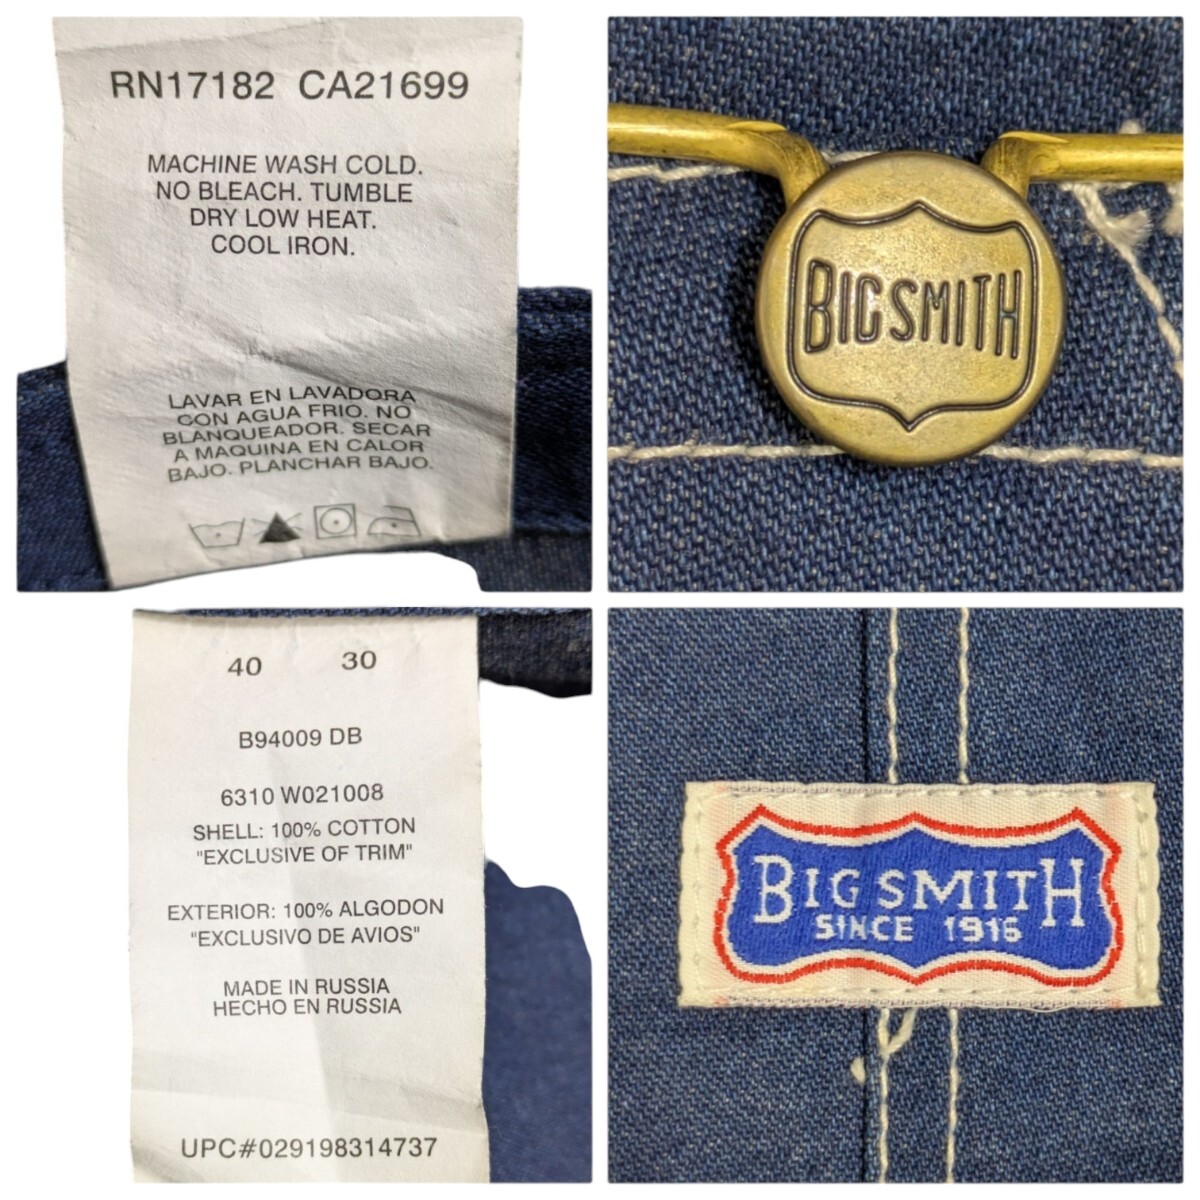 RN17182 CA21699
MACHINE WASH COLD.
NO BLEACH. TUMBLE
DRY LOW HEAT.
COOL IRON.
LAVAR EN LAVADORA
CON AGUA FRIO. NO
BLANQUEADOR. SECAR
A MAQUINA EN CALOR
BAJO. PLANCHAR BAJO.
BIG SMITH
40 30
B94009 DB
6310 W021008
SHELL: 100% COTTON
"EXCLUSIVE OF TRIM"
EXTERIOR: 100% ALGODON
"EXCLUSIVO DE AVIOS"
MADE IN RUSSIA
HECHO EN RUSSIA
UPC#029198314737
BIG SMITH
SINCE 1916